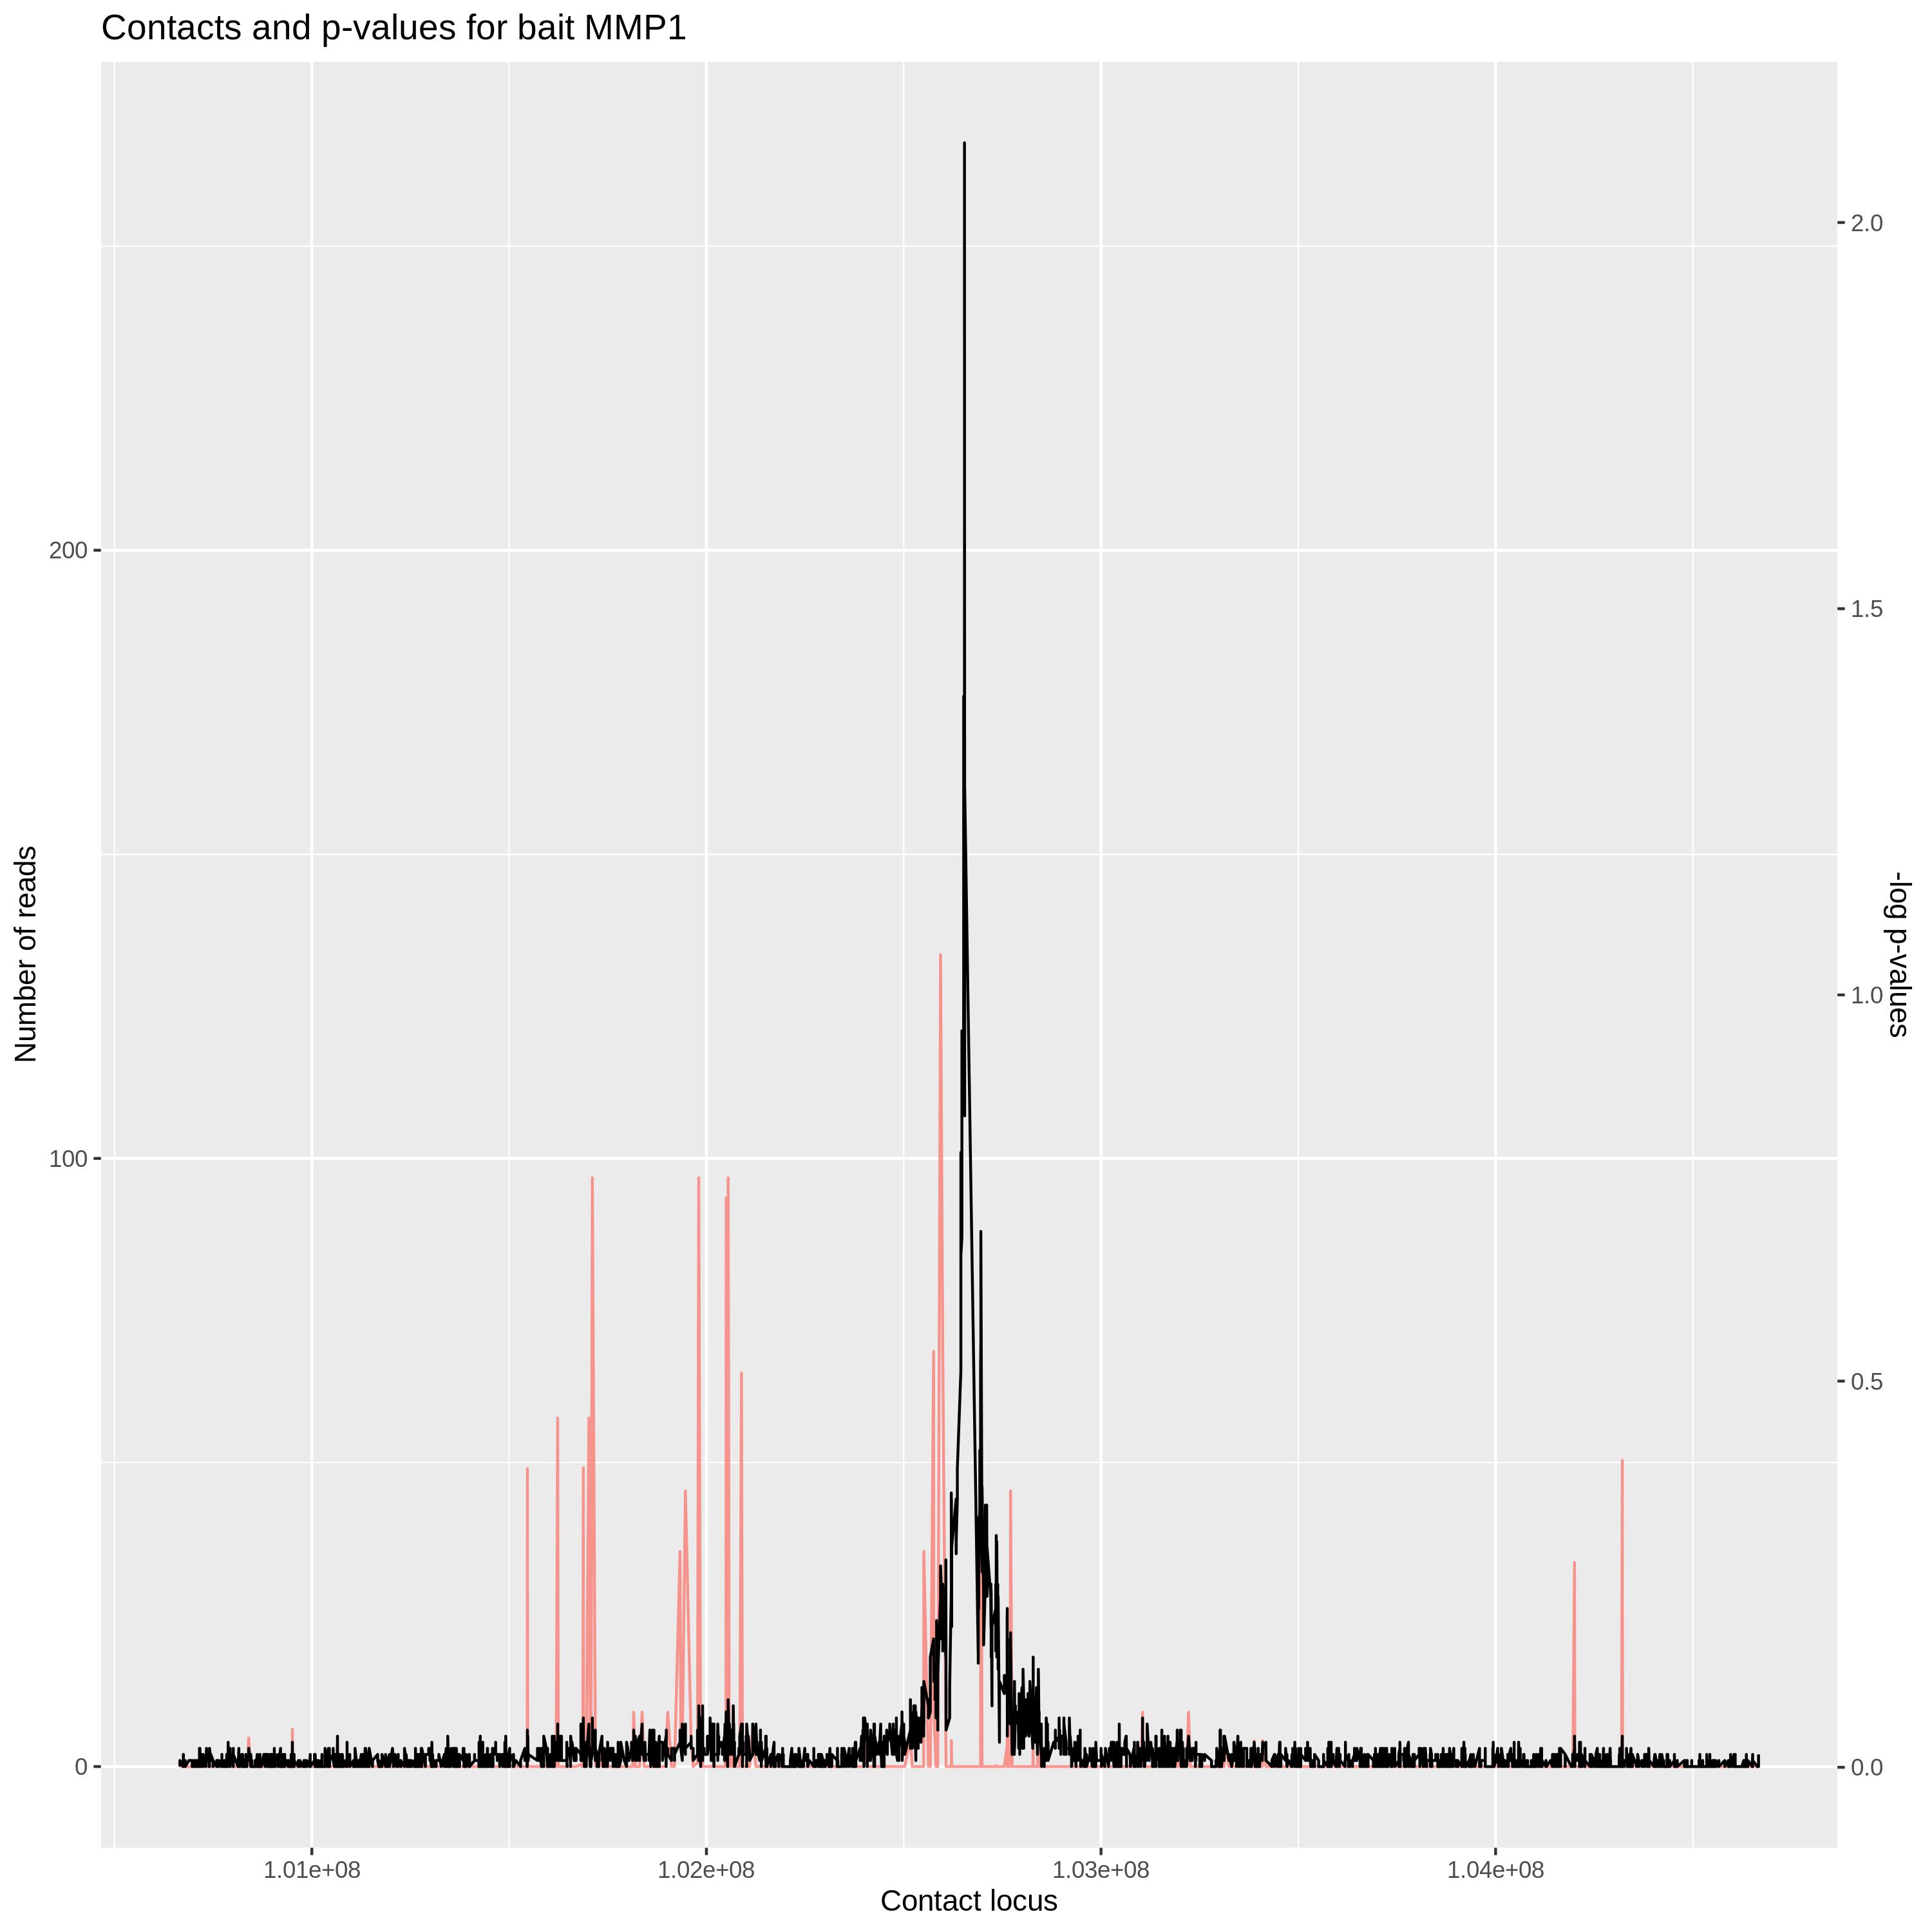 Contacts and p-values for bait MMP1
Number of reads
200
100
0
2.0
1.5
1.0
0.5
0.0
-log p-values
1.01e+08 1.02e+08 1.03e+08 1.04e+08
Contact locus